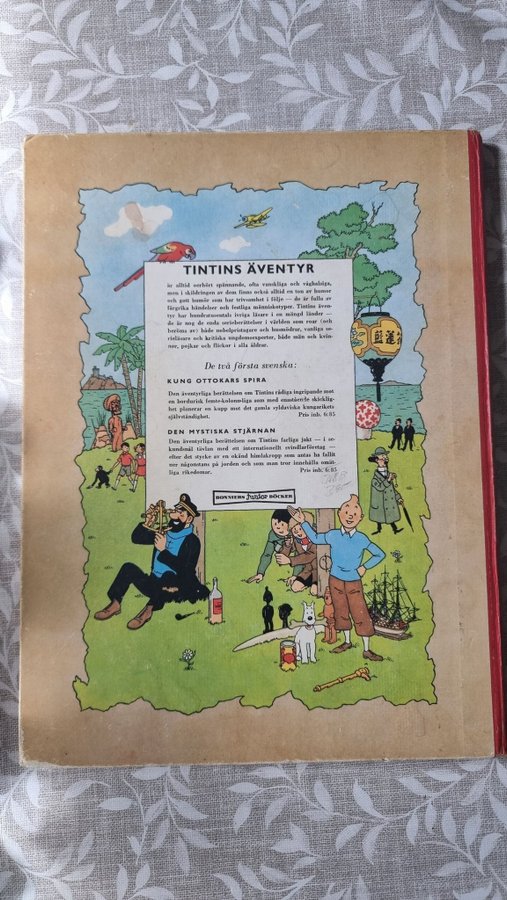 TINTINS ÄVENTYR
är alltid oerhört spännande, ofta vanskliga och våghalsiga,
men i skildringen av dem finns också alltid en ton av humor
och gott humör som har trivsamhet i följe — de är fulla av
färgrika händelser och festliga människotyper. Tintins även-
tyr har hundratusentals ivriga läsare i en mängd länder —
de är nog de enda serieberättelser i världen som roar (och
berömts av) både nobelpristagare och busmödrar, vanliga se-
rieläsare och kritiska ungdomsexperter, både män och kvin-
nor, pojkar och flickor i alla åldrar.
De två första svenska:
KUNG OTTOKARS SPIRA
Den äventyrliga berättelsen om Tintins rådiga ingripande mot
en bordurisk femte-kolonn-liga som med enastående skicklig-
het planerar en kupp mot det gamla syldaviska kungarikets
självständighet. Pris inb. 6:85
DEN MYSTISKA STJÄRNAN
Den äventyrliga berättelsen om Tintins farliga jakt — i se-
kundsnål tävlan med ett internationellt svindlarföretag —
efter det stycke av en okänd himlakropp som antas ha fallit
ner någonstans på jorden och som man tror innehålla omät-
liga rikedomar. Pris inb. 6:85
BONNIERS Junior BÖCKER